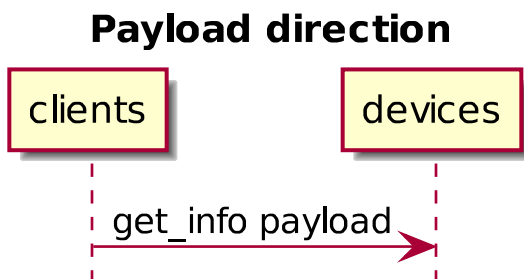 Payload direction
clients
devices
get_info payload